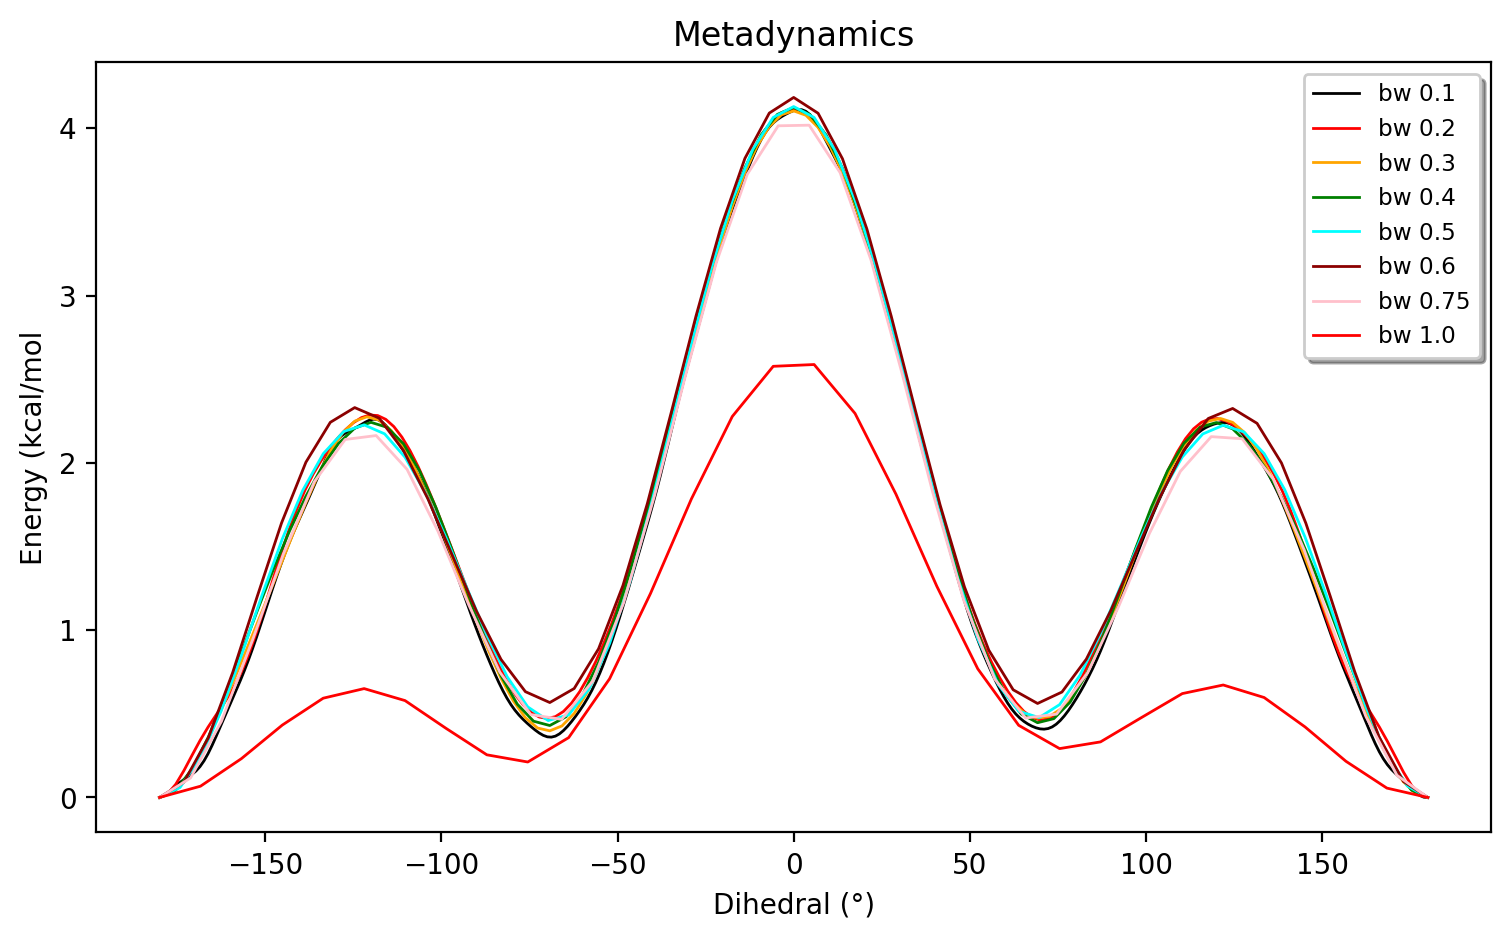 Metadynamics
Energy (kcal/mol)
4
3
2
1
0
−150
−100
−50
0
50
100
150
Dihedral (°)
bw 0.1
bw 0.2
bw 0.3
bw 0.4
bw 0.5
bw 0.6
bw 0.75
bw 1.0